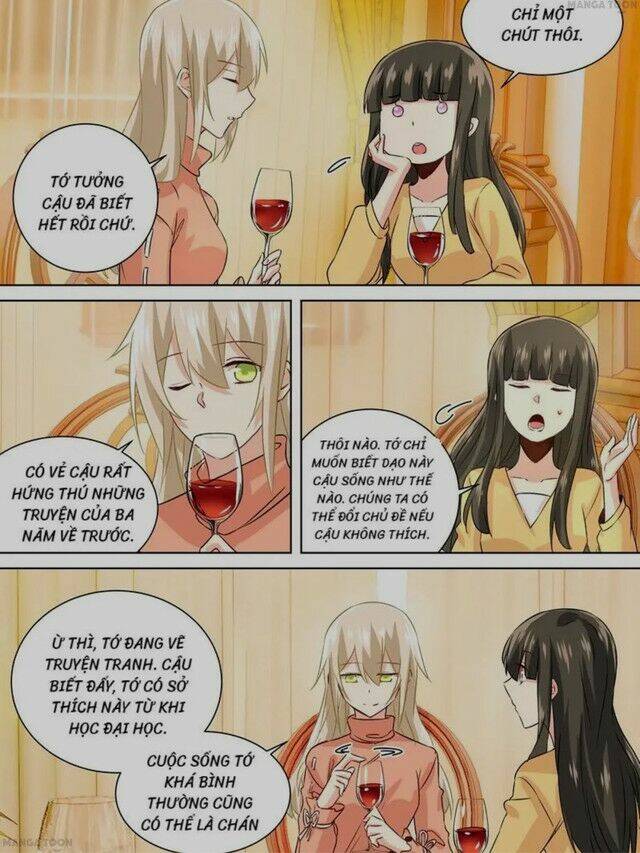 MANGATOON
CHỈ MỘT
CHÚT THÔI.
TỚ TƯỞNG
CẬU ĐÃ BIẾT
HẾT RỒI CHỨ.
CÓ VẺ CẬU RẤT
HỨNG THÚ NHỮNG
TRUYỆN CỦA BA
NĂM VỀ TRƯỚC.
THÔI NÀO. TỚ CHỈ
MUỐN BIẾT DẠO NÀY
CẬU SỐNG NHƯ THẾ
NÀO. CHÚNG TA CÓ
THỂ ĐỔI CHỦ ĐỀ NẾU
CẬU KHÔNG THÍCH.
Ừ THÌ, TỚ ĐANG VẼ
TRUYỆN TRANH. CẬU
BIẾT ĐẤY, TỚ CÓ SỞ
THÍCH NÀY TỪ KHI
HỌC ĐẠI HỌC.
CUỘC SỐNG TỚ
KHÁ BÌNH
THƯỜNG CŨNG
CÓ THỂ LÀ CHÁN
MANGATOON